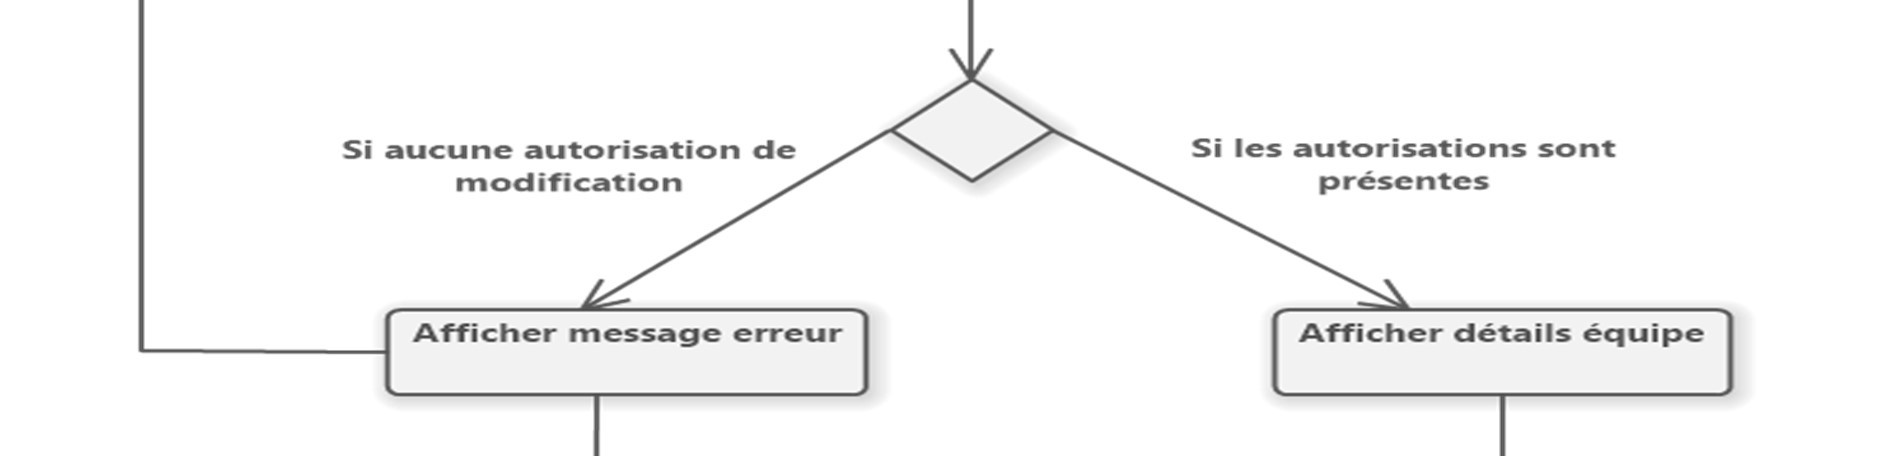 Si aucune autorisation de
modification
Si les autorisations sont
présentes
Afficher message erreur
Afficher détails équipe